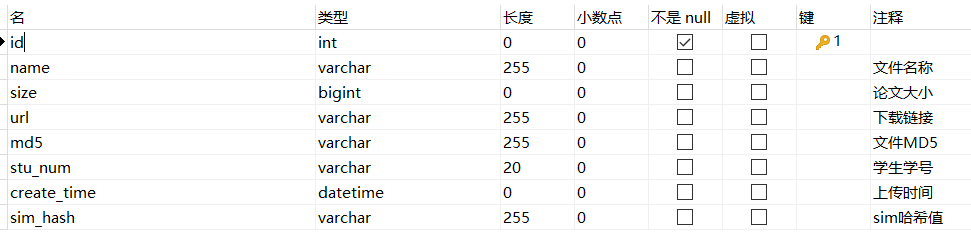 名 类型 长度 小数点 不是 null 虚拟 键 注释
id int 0 0 1
name varchar 255 0 文件名称
size bigint 0 0 论文大小
url varchar 255 0 下载链接
md5 varchar 255 0 文件MD5
stu_num varchar 20 0 学生学号
create_time datetime 0 0 上传时间
sim_hash varchar 255 0 sim哈希值